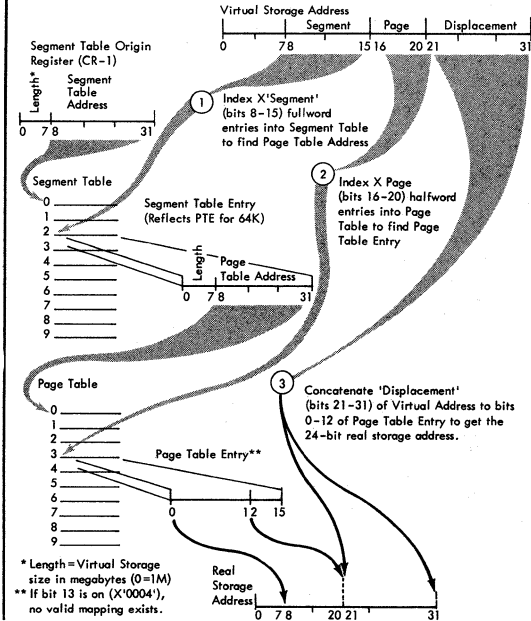 Virtual Storage Address
Segment Page Displacement
0 7 8 15 16 20 21 31
Segment Table Origin
Register (CR-1)
Length*
Segment
Table
Address
0 7 8 31
1
Index X'Segment'
(bits 8-15) fullword
entries into Segment Table
to find Page Table Address
2
Index X Page
(bits 16-20) halfword
entries into Page
Table to find Page
Table Entry
Segment Table
0
1
2
3
4
5
6
7
8
9
Segment Table Entry
(Reflects PTE for 64K)
Length
Page
Table Address
0 7 8 31
3
Concatenate 'Displacement'
(bits 21-31) of Virtual Address to bits
0-12 of Page Table Entry to get the
24-bit real storage address.
Page Table
0
1
2
3
4
5
6
7
8
9
Page Table Entry**
0 12 15
* Length=Virtual Storage
size in megabytes (0=1M)
** If bit 13 is on (X'0004'),
no valid mapping exists.
Real
Storage
Address
0 7 8 20 21 31